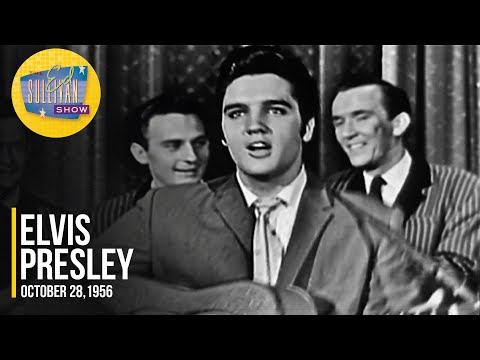 Ed
SULLIVAN
SHOW
ELVIS
PRESLEY
OCTOBER 28, 1956